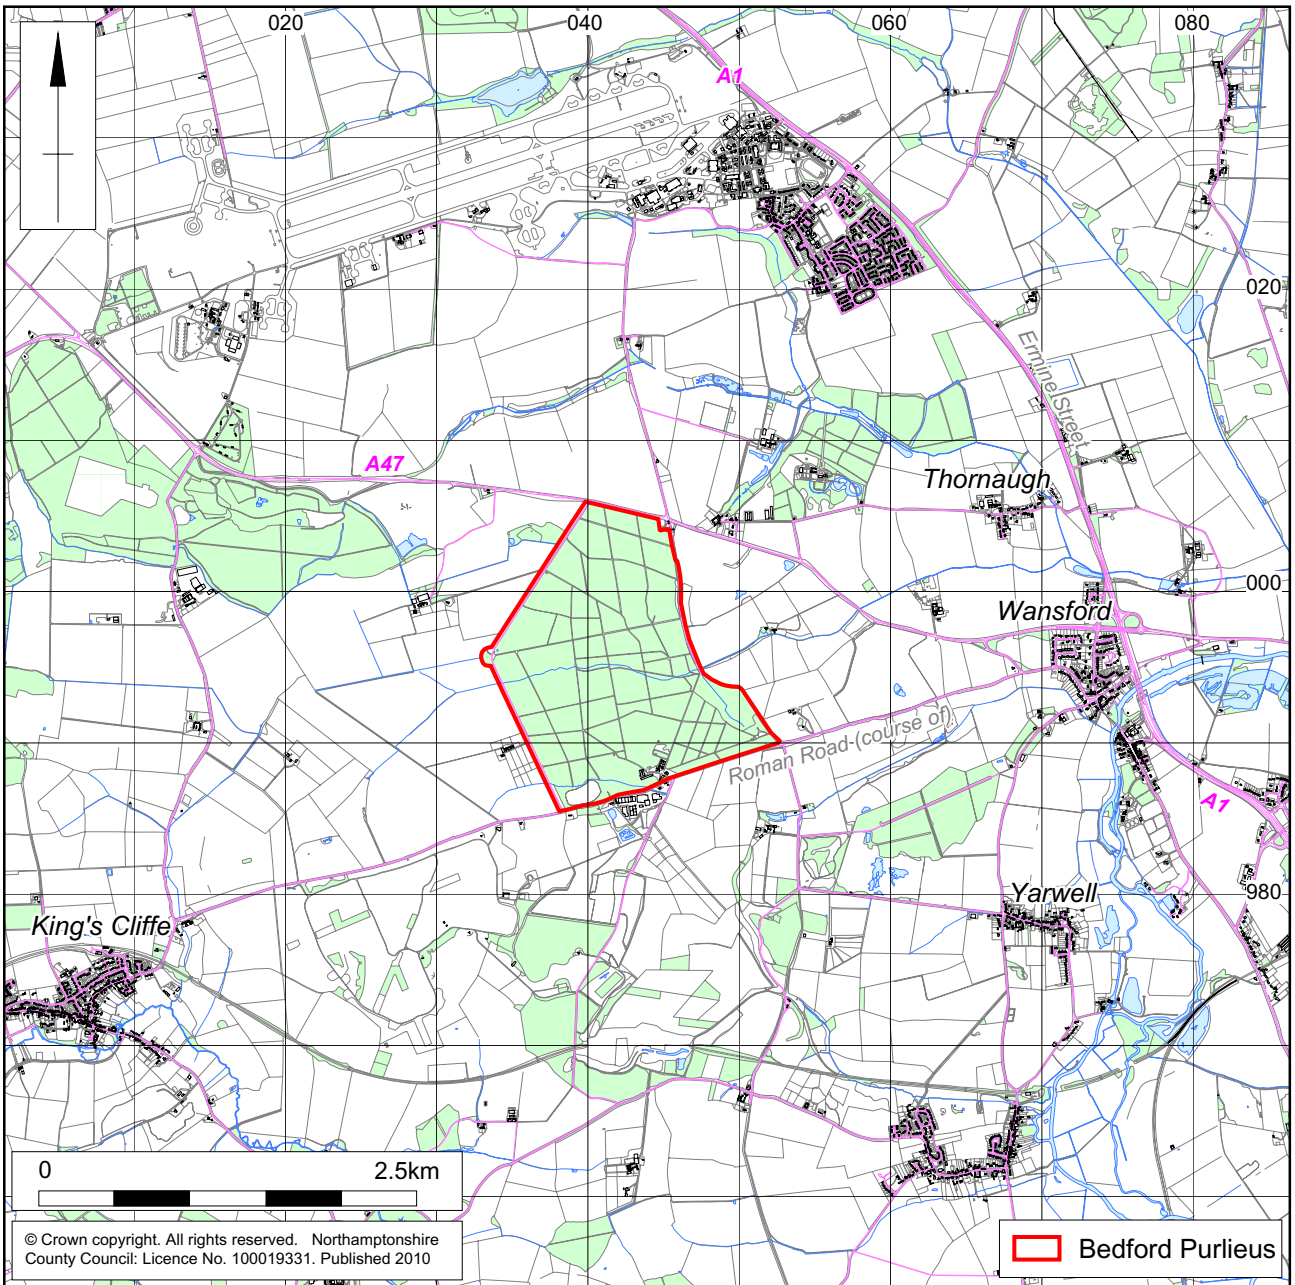 020
040
060
080
A1
020
Ermine Street
A47
Thornaugh
000
Wansford
Roman Road (course of)
A1
980
Yarwell
King's Cliffe
0 2.5km
© Crown copyright. All rights reserved. Northamptonshire
County Council: Licence No. 100019331. Published 2010
Bedford Purlieus